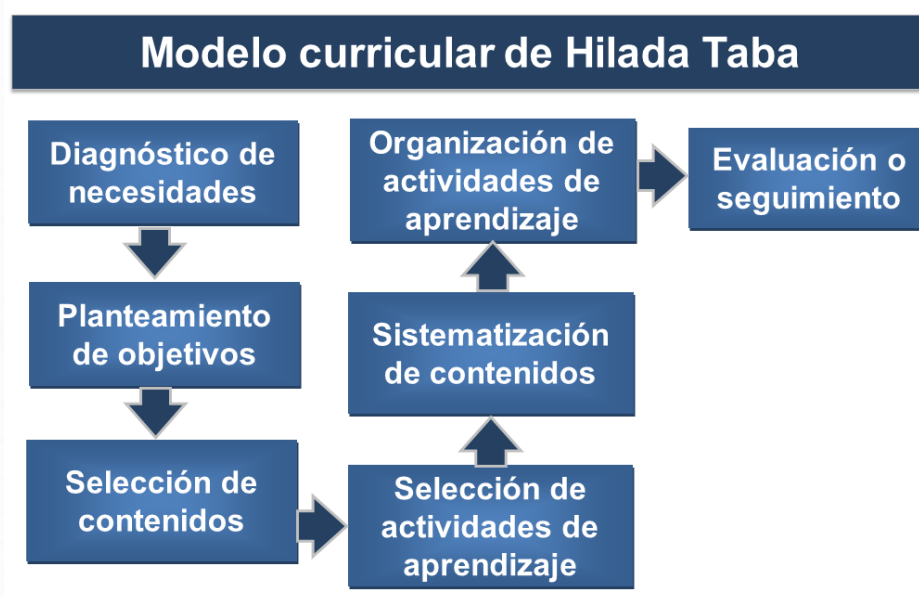 Modelo curricular de Hilada Taba
Diagnóstico de
necesidades
Planteamiento
de objetivos
Selección de
contenidos
Selección de
actividades de
aprendizaje
Sistematización
de contenidos
Organización de
actividades de
aprendizaje
Evaluación o
seguimiento